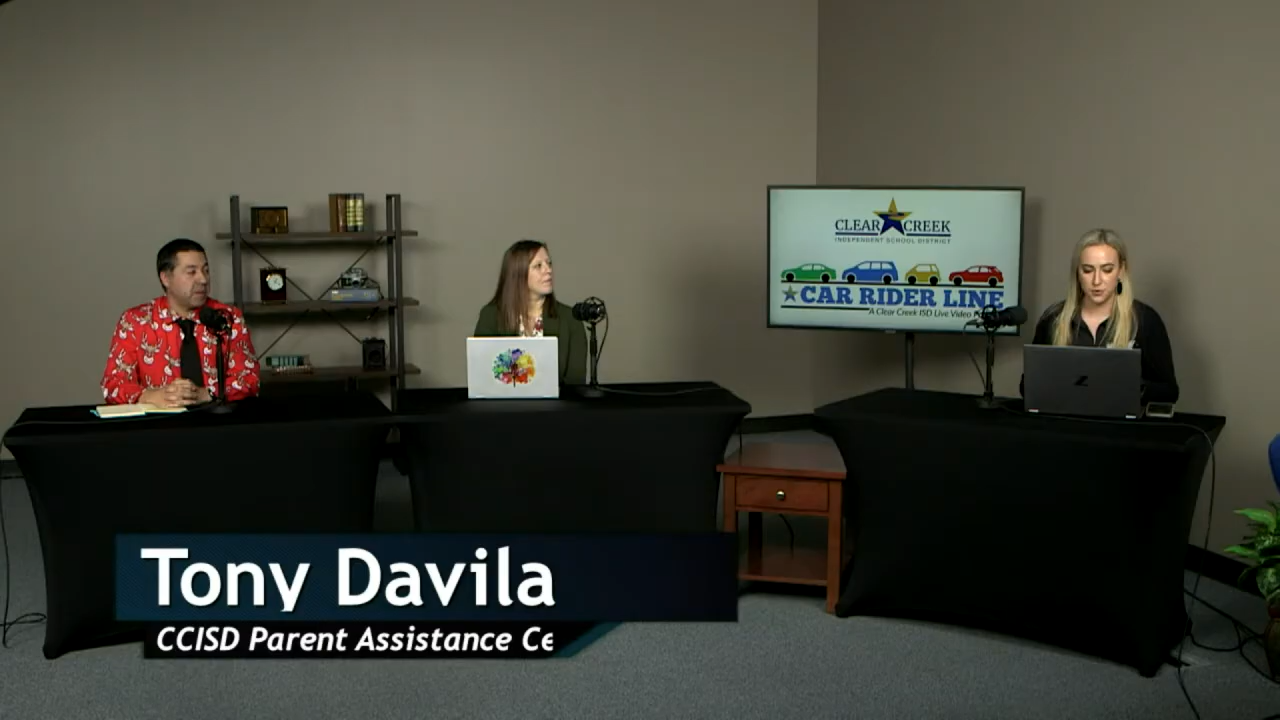 CLEAR CREEK
INDEPENDENT SCHOOL DISTRICT
CAR RIDER LINE
A Clear Creek ISD Live Video
Tony Davila
CCISD Parent Assistance Ce